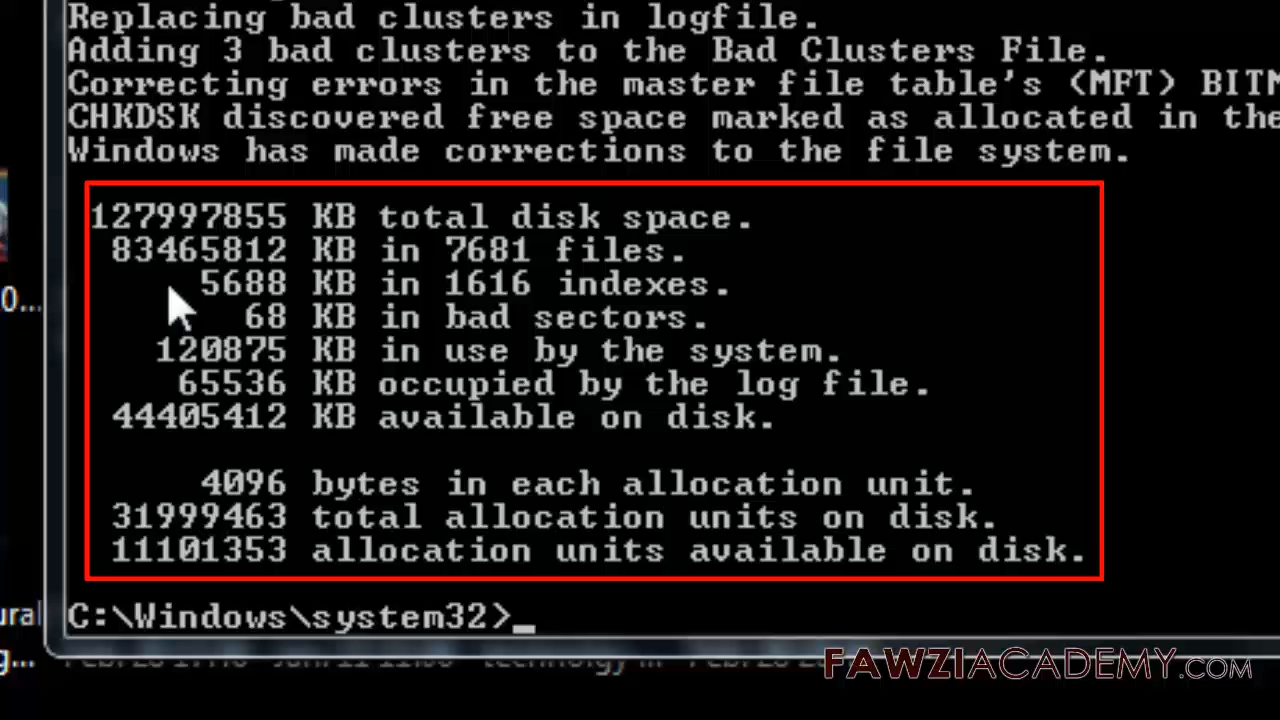 Replacing bad clusters in logfile.
Adding 3 bad clusters to the Bad Clusters File.
Correcting errors in the master file table's (MFT) BITM
CHKDSK discovered free space marked as allocated in the
Windows has made corrections to the file system.
127997855 KB total disk space.
83465812 KB in 7681 files.
5688 KB in 1616 indexes.
68 KB in bad sectors.
120875 KB in use by the system.
65536 KB occupied by the log file.
44405412 KB available on disk.
4096 bytes in each allocation unit.
31999463 total allocation units on disk.
11101353 allocation units available on disk.
C:\Windows\system32>_
0...
ural
g...
FAWZIACADEMY.COM